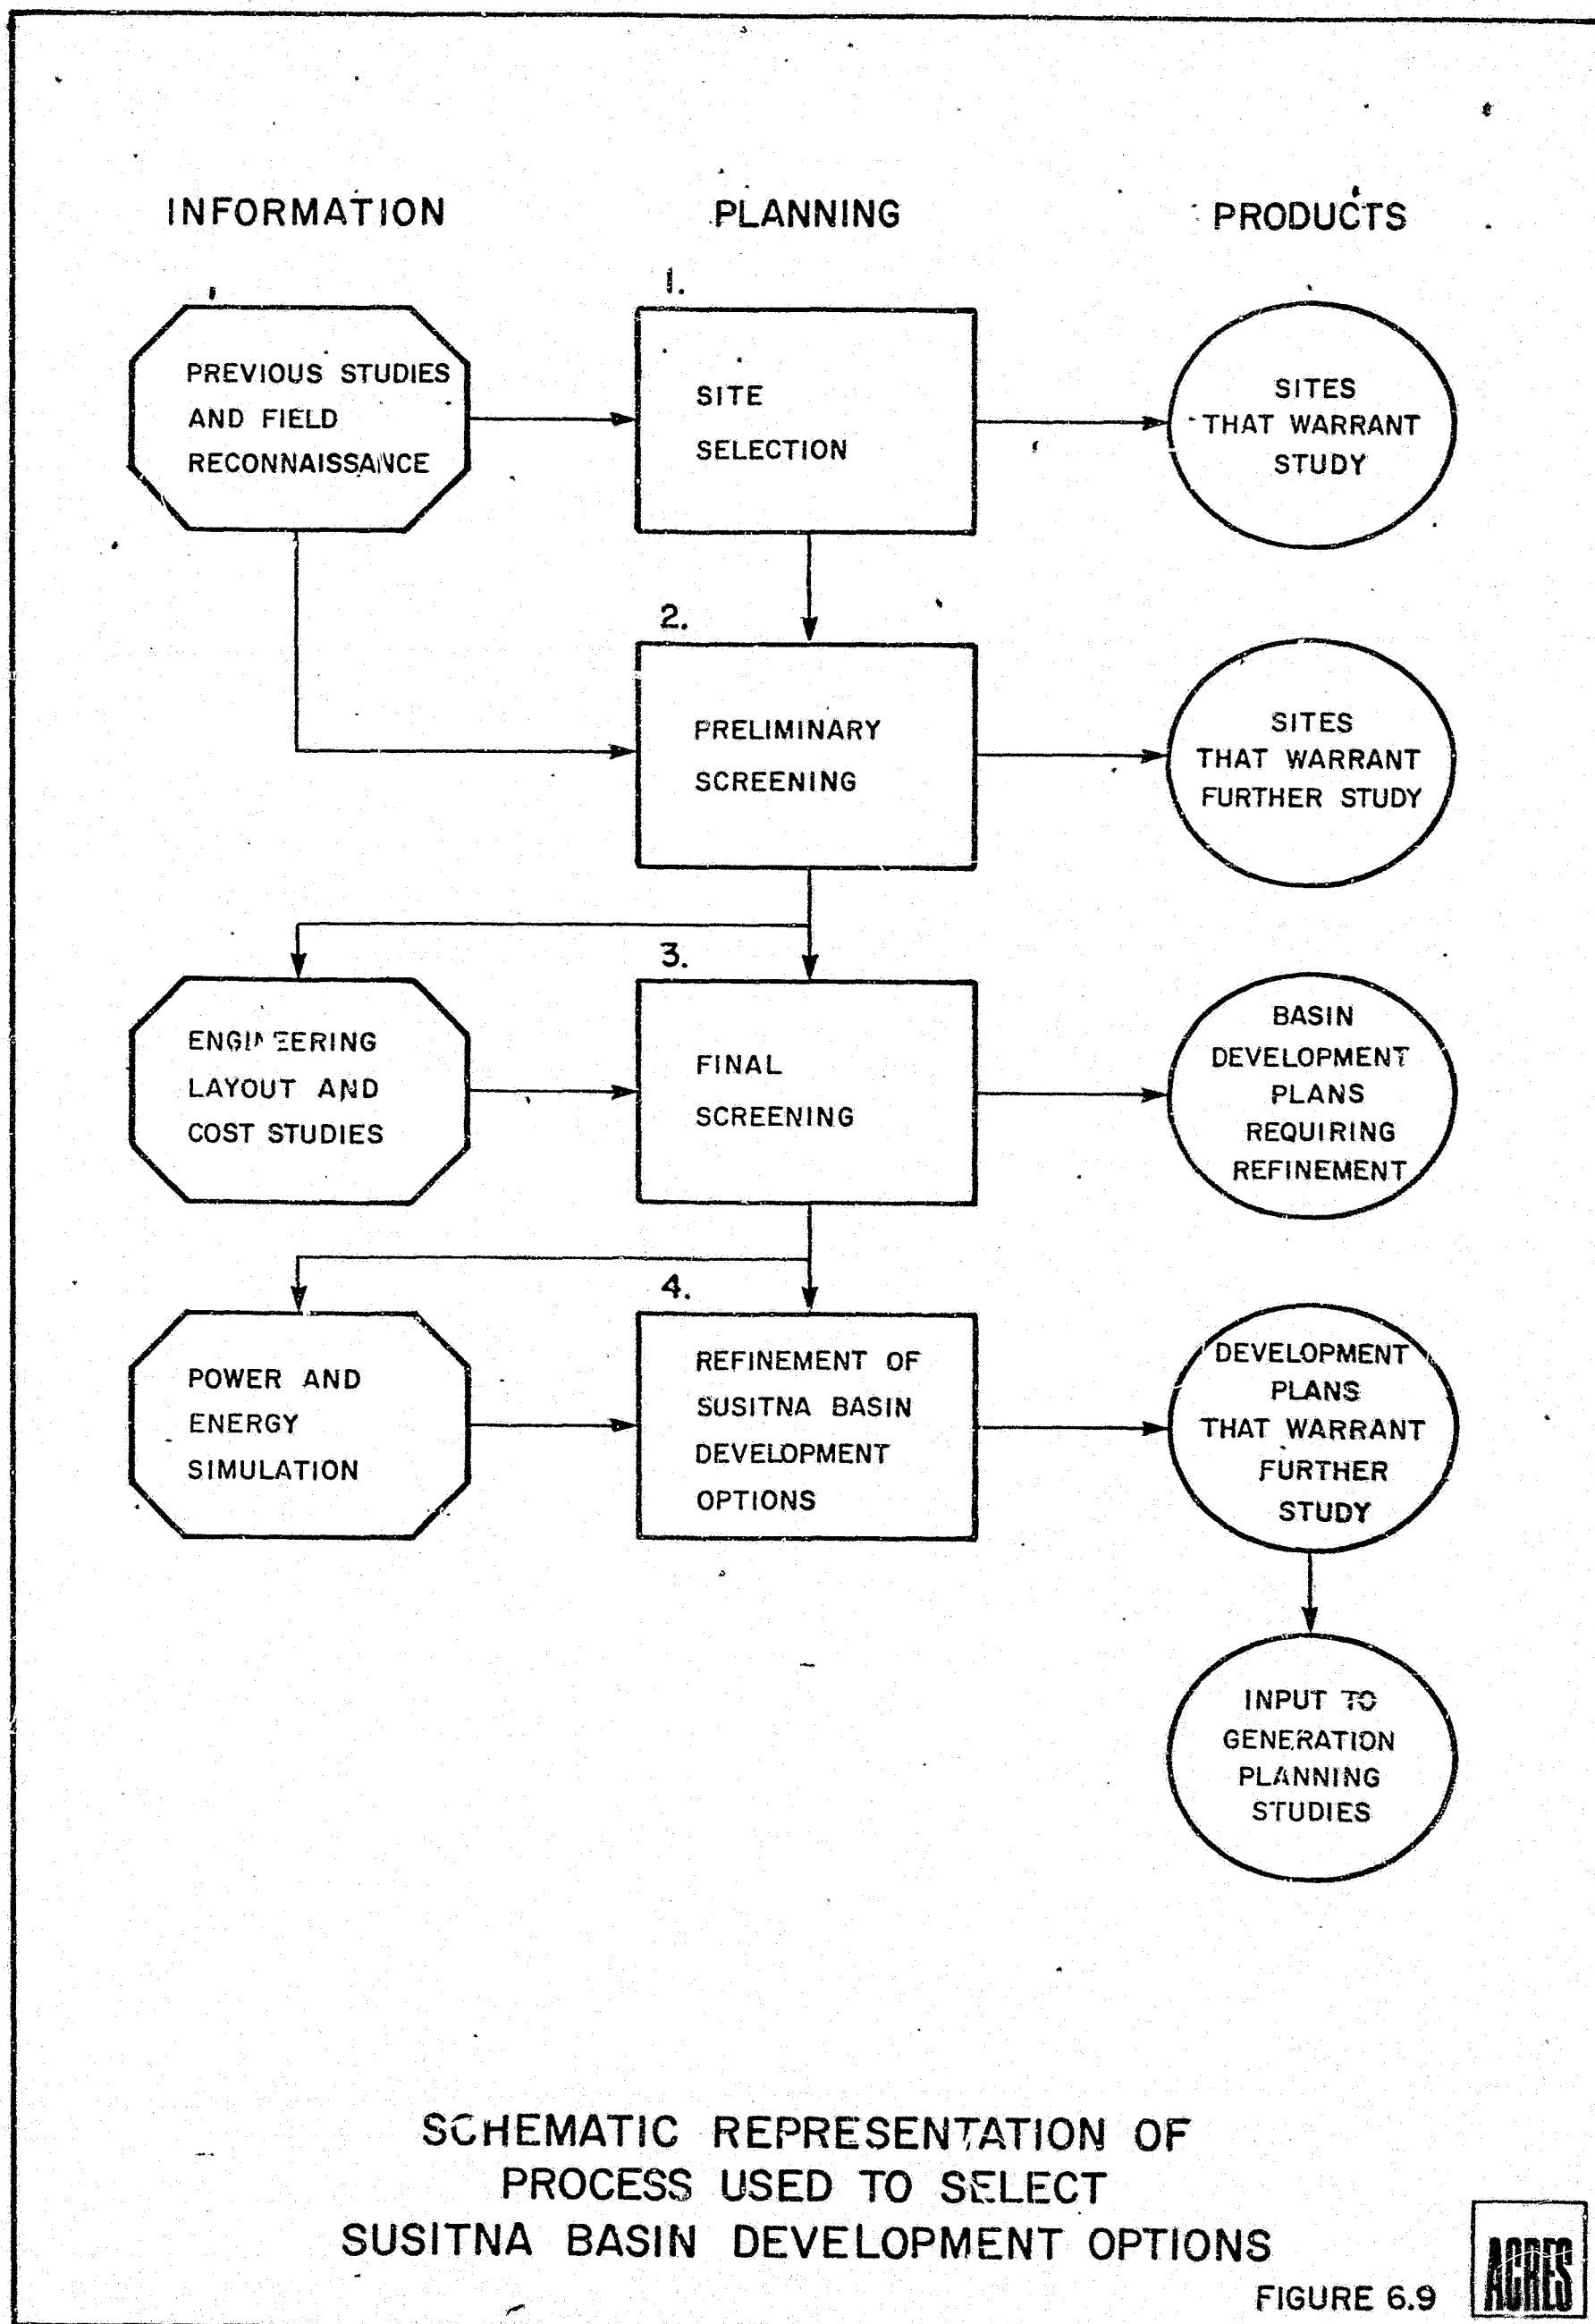 INFORMATION
PLANNING
PRODUCTS
PREVIOUS STUDIES
AND FIELD
RECONNAISSANCE
1.
SITE
SELECTION
SITES
THAT WARRANT
STUDY
2.
PRELIMINARY
SCREENING
SITES
THAT WARRANT
FURTHER STUDY
ENGINEERING
LAYOUT AND
COST STUDIES
3.
FINAL
SCREENING
BASIN
DEVELOPMENT
PLANS
REQUIRING
REFINEMENT
POWER AND
ENERGY
SIMULATION
4.
REFINEMENT OF
SUSITNA BASIN
DEVELOPMENT
OPTIONS
DEVELOPMENT
PLANS
THAT WARRANT
FURTHER
STUDY
INPUT TO
GENERATION
PLANNING
STUDIES
SCHEMATIC REPRESENTATION OF
PROCESS USED TO SELECT
SUSITNA BASIN DEVELOPMENT OPTIONS
FIGURE 6.9
ACRES